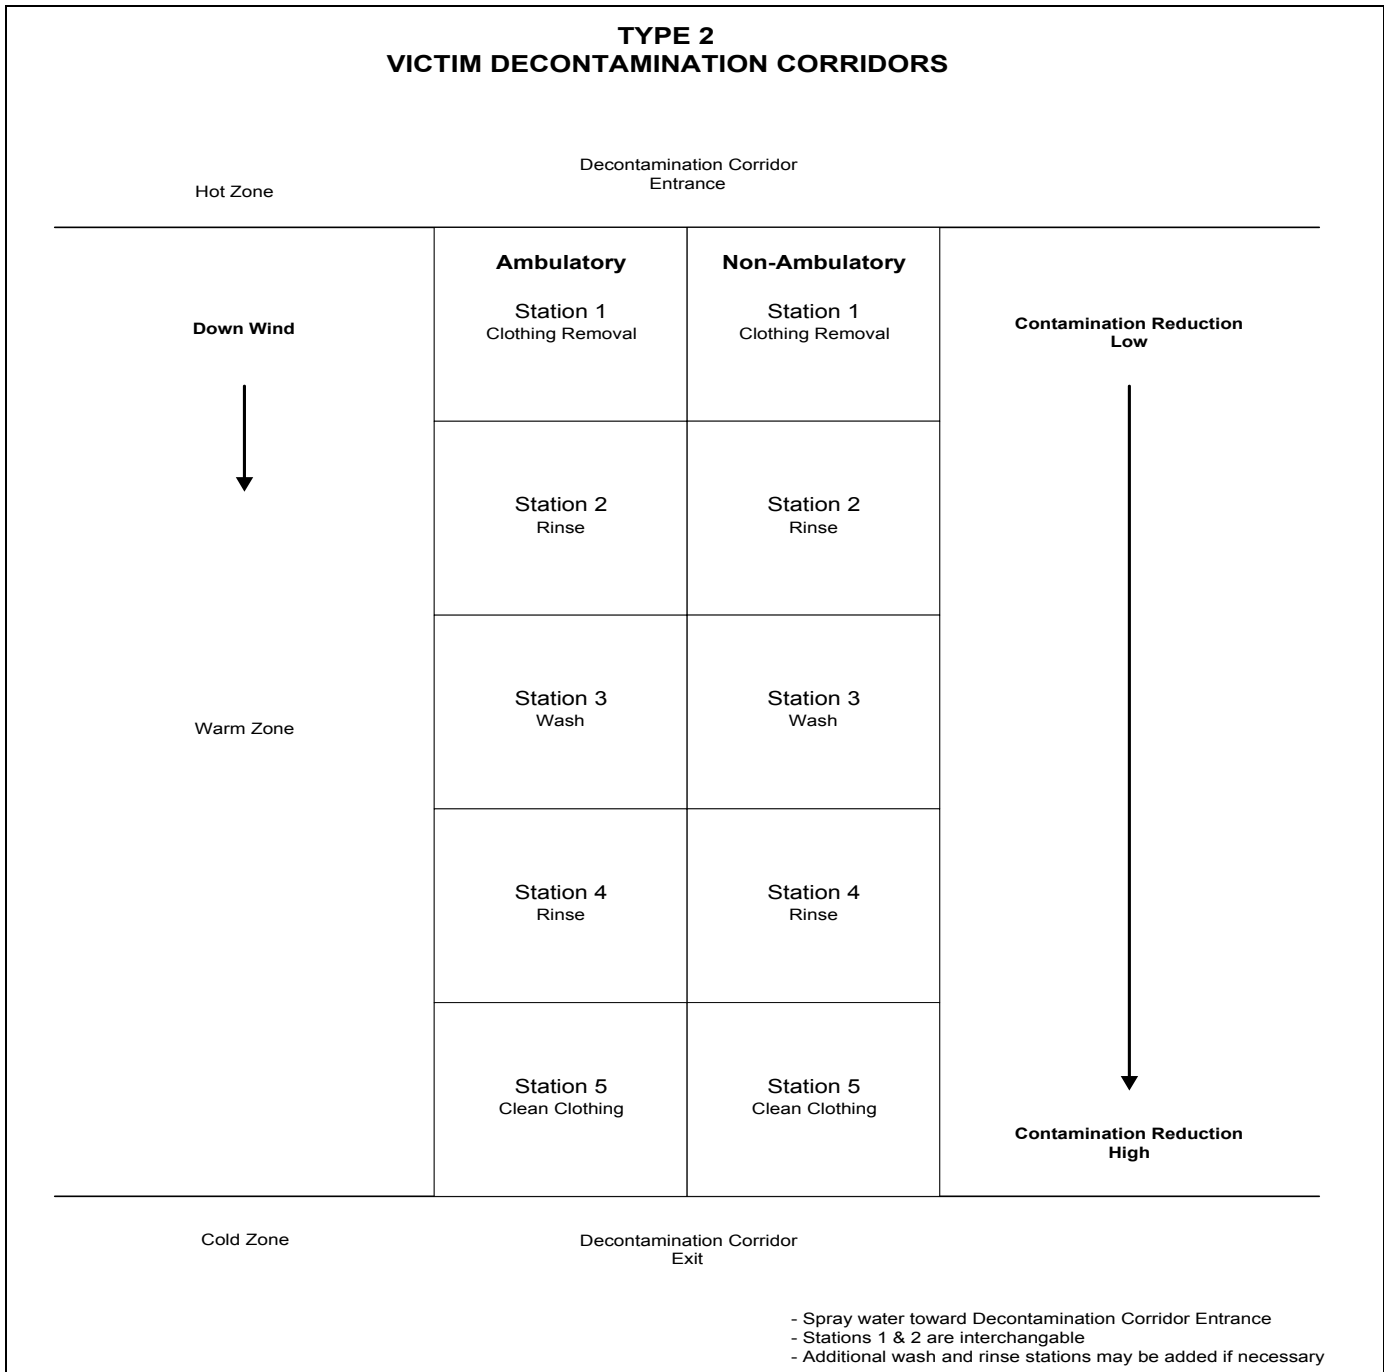 TYPE 2
VICTIM DECONTAMINATION CORRIDORS
Decontamination Corridor
Entrance
Hot Zone
Ambulatory
Non-Ambulatory
Station 1
Clothing Removal
Station 1
Clothing Removal
Down Wind
Contamination Reduction
Low
Station 2
Rinse
Station 2
Rinse
Station 3
Wash
Station 3
Wash
Warm Zone
Station 4
Rinse
Station 4
Rinse
Station 5
Clean Clothing
Station 5
Clean Clothing
Contamination Reduction
High
Cold Zone
Decontamination Corridor
Exit
- Spray water toward Decontamination Corridor Entrance
- Stations 1 & 2 are interchangable
- Additional wash and rinse stations may be added if necessary